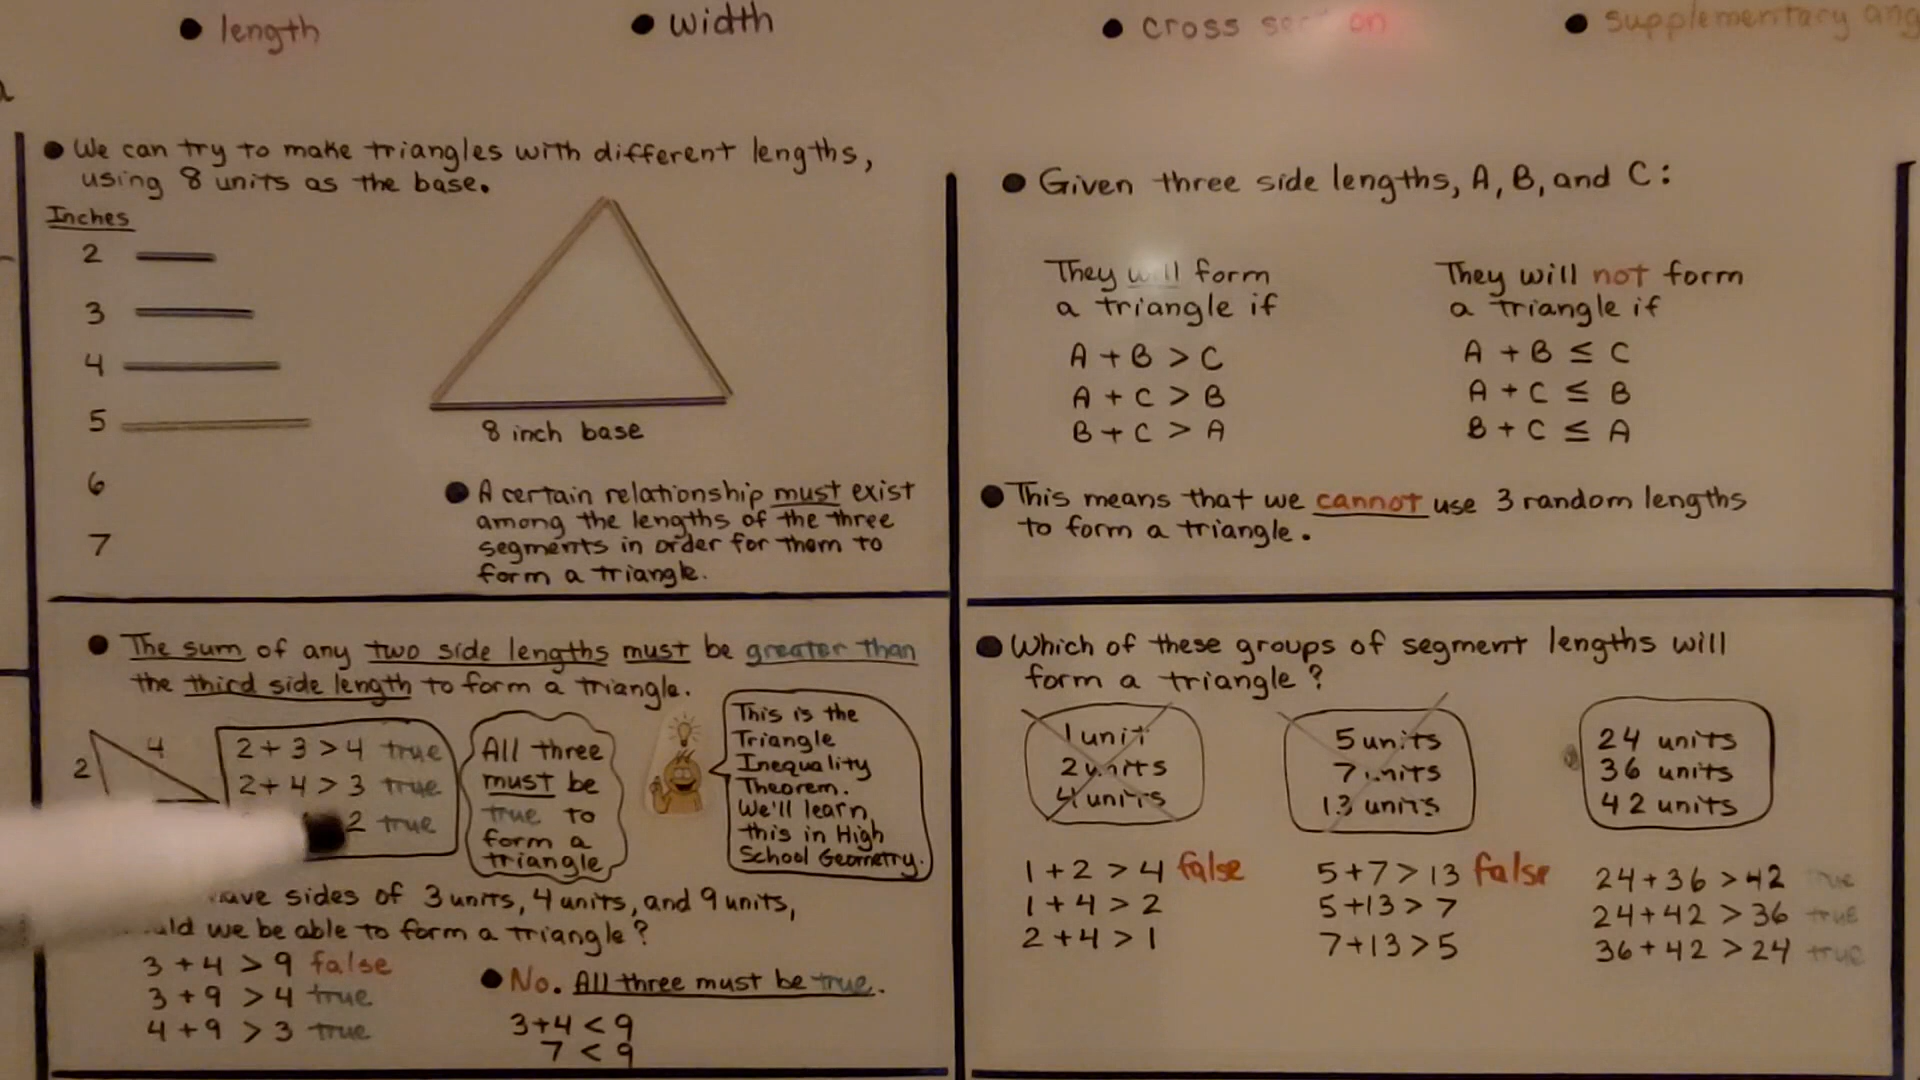 length
width
cross
supplementary ang
We can try to make triangles with different lengths,
using 8 units as the base.
Inches
2
3
4
5
6
7
8 inch base
A certain relationship must exist
among the lengths of the three
segments in order for them to
form a triangle.
Given three side lengths, A, B, and C:
They will form
a triangle if
A + B > C
A + C > B
B + C > A
They will not form
a triangle if
A + B ≤ C
A + C ≤ B
B + C ≤ A
This means that we cannot use 3 random lengths
to form a triangle.
The sum of any two side lengths must be greater than
the third side length to form a triangle.
2
4
2 + 3 > 4 true
2 + 4 > 3 true
2 true
All three
must be
true to
form a
triangle
This is the
Triangle
Inequality
Theorem.
We'll learn
this in High
School Geometry.
sides of 3 units, 4 units, and 9 units,
we be able to form a triangle?
3 + 4 > 9 false
3 + 9 > 4 true
4 + 9 > 3 true
No. All three must be true.
3+4 < 9
7 < 9
Which of these groups of segment lengths will
form a triangle?
1 unit
2 units
4 units
1 + 2 > 4 false
1 + 4 > 2
2 + 4 > 1
5 units
7 units
13 units
5+7 > 13 false
5+13 > 7
7+13 > 5
24 units
36 units
42 units
24+36 > 42 true
24+42 > 36 true
36+42 > 24 true